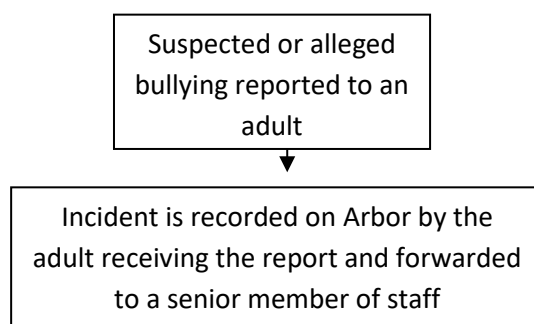 Suspected or alleged
bullying reported to an
adult
Incident is recorded on Arbor by the
adult receiving the report and forwarded
to a senior member of staff